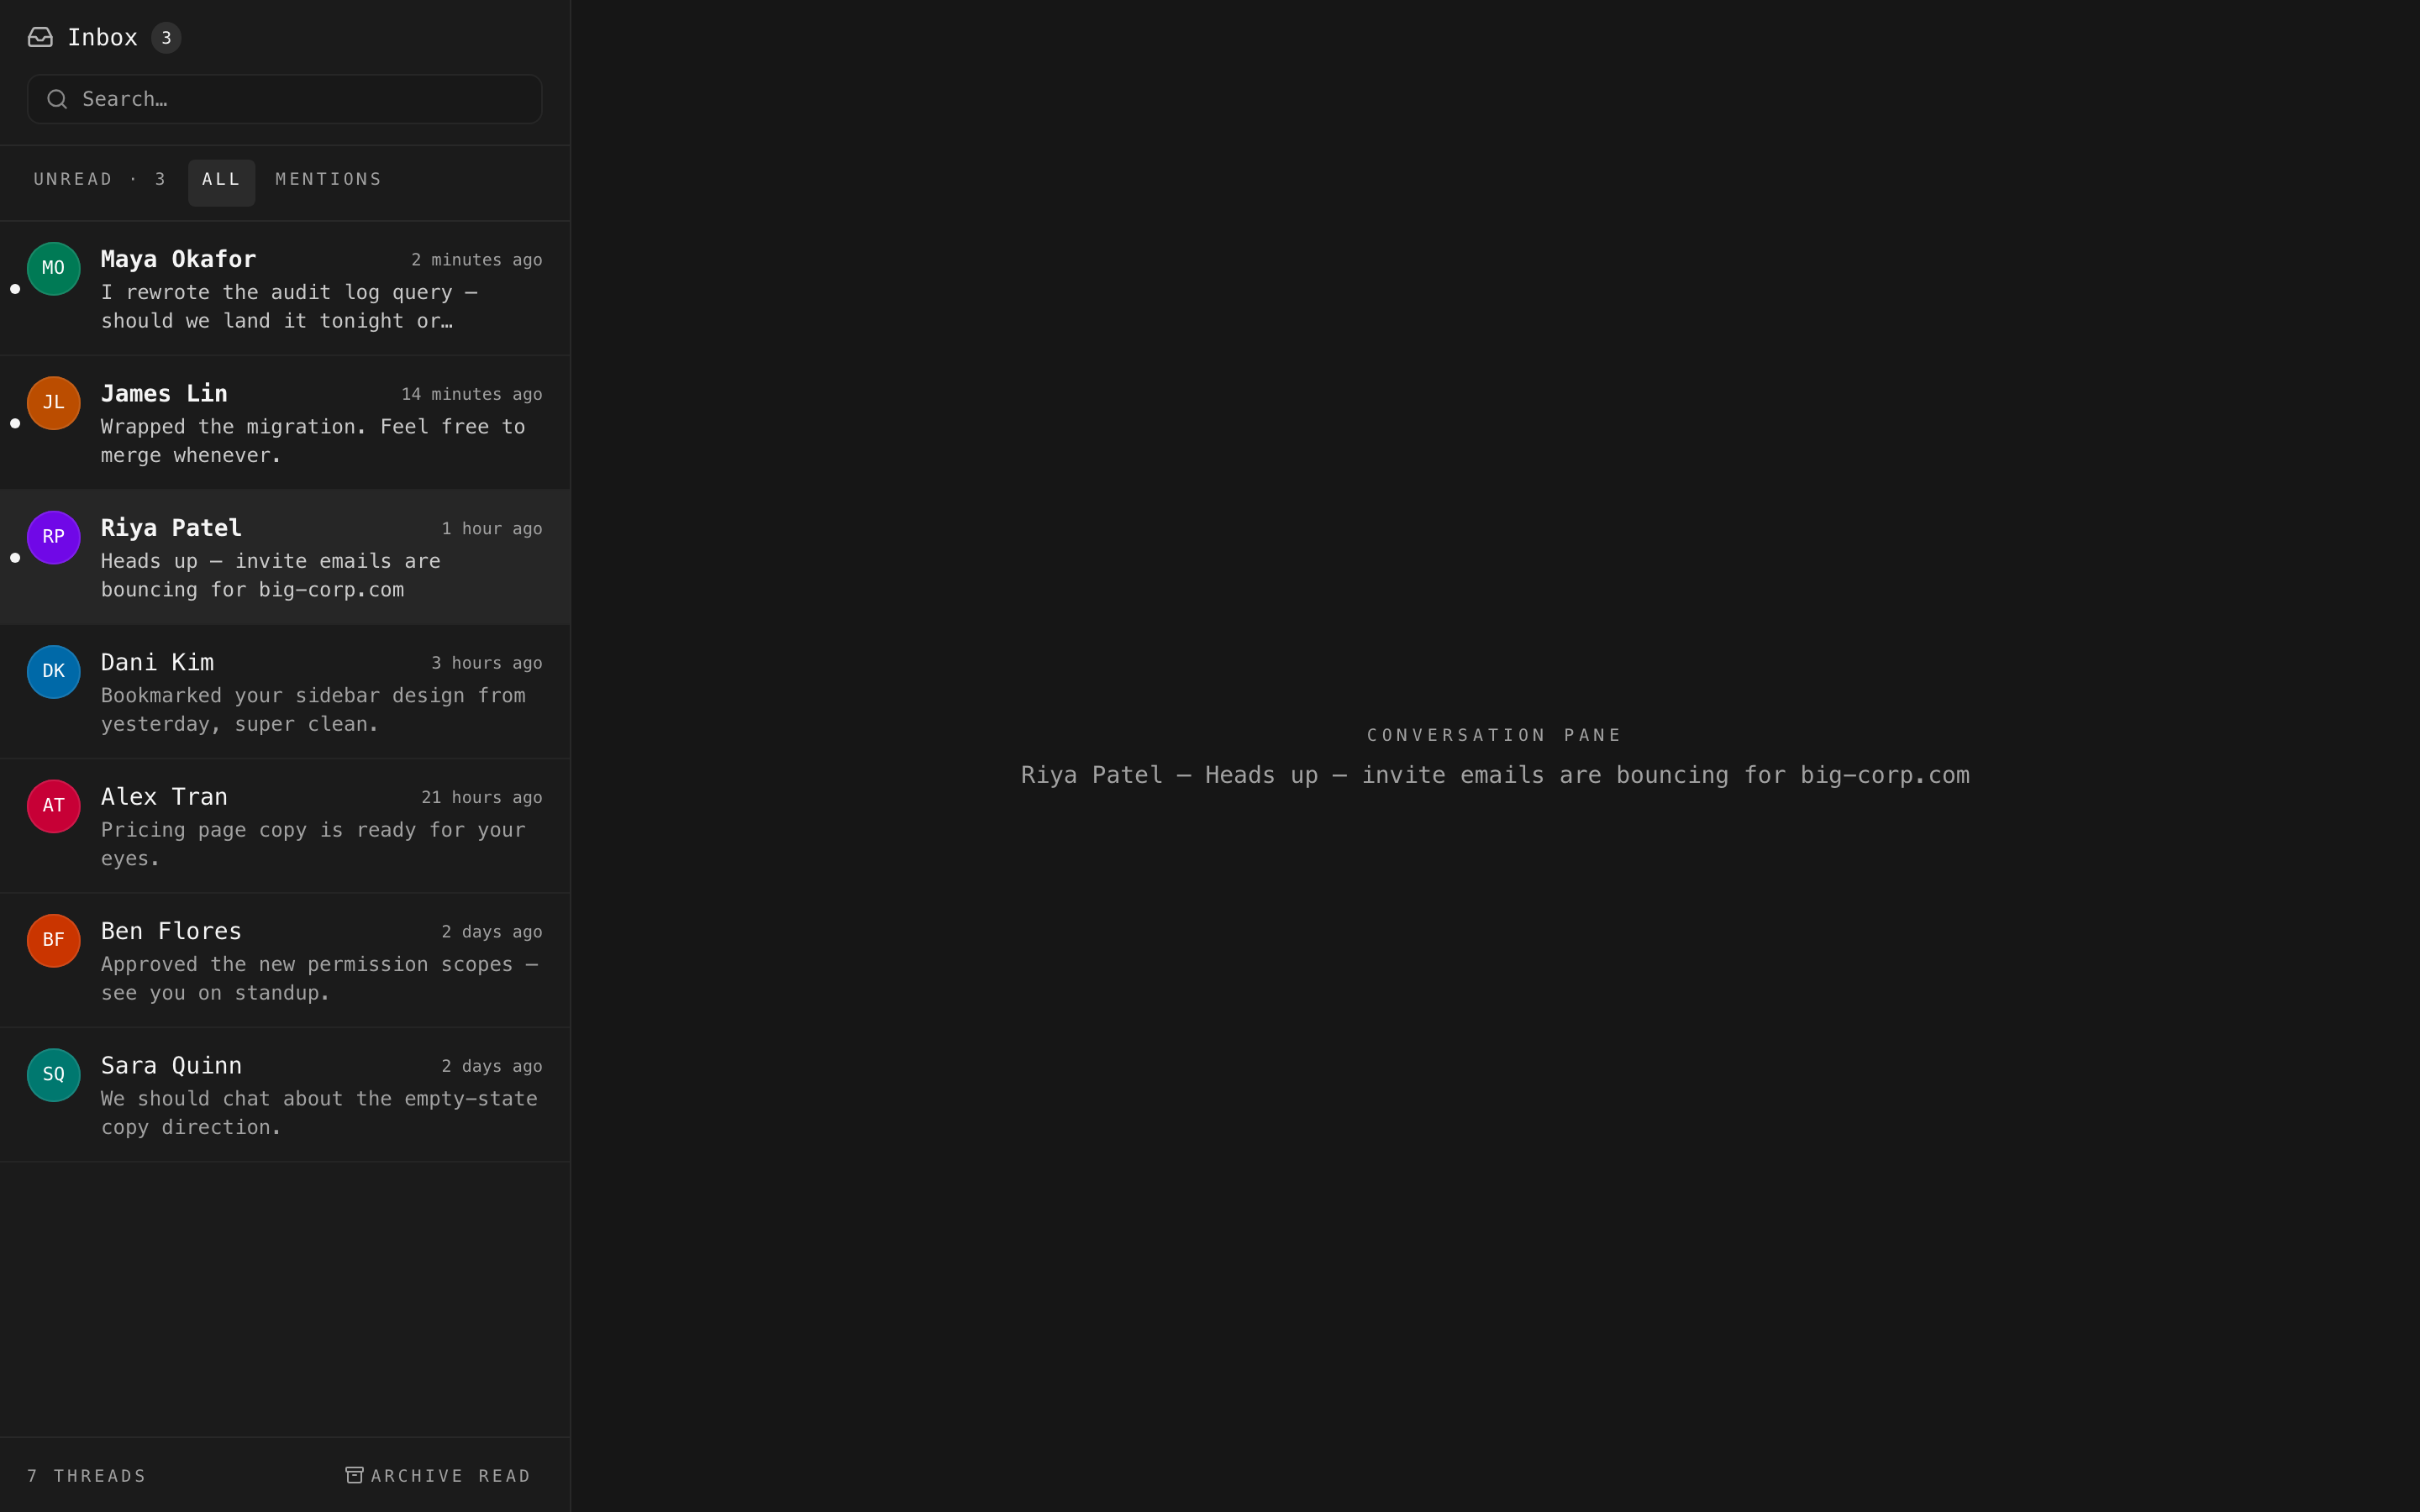 Inbox 3
Search…
UNREAD · 3 ALL MENTIONS
MO Maya Okafor 2 minutes ago
I rewrote the audit log query —
should we land it tonight or…
JL James Lin 14 minutes ago
Wrapped the migration. Feel free to
merge whenever.
RP Riya Patel 1 hour ago
Heads up — invite emails are
bouncing for big-corp.com
DK Dani Kim 3 hours ago
Bookmarked your sidebar design from
yesterday, super clean.
AT Alex Tran 21 hours ago
Pricing page copy is ready for your
eyes.
BF Ben Flores 2 days ago
Approved the new permission scopes —
see you on standup.
SQ Sara Quinn 2 days ago
We should chat about the empty-state
copy direction.
7 THREADS ARCHIVE READ
CONVERSATION PANE
Riya Patel — Heads up — invite emails are bouncing for big-corp.com